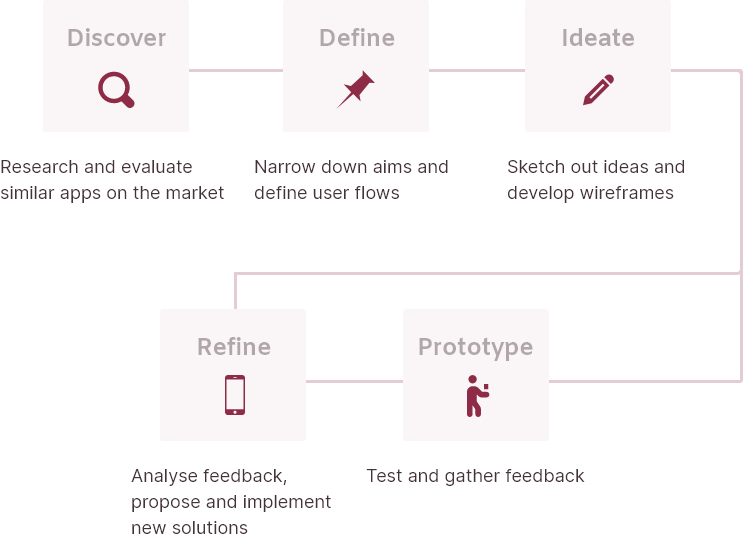 Discover
Define
Ideate
Research and evaluate
similar apps on the market
Narrow down aims and
define user flows
Sketch out ideas and
develop wireframes
Refine
Prototype
Analyse feedback,
propose and implement
new solutions
Test and gather feedback